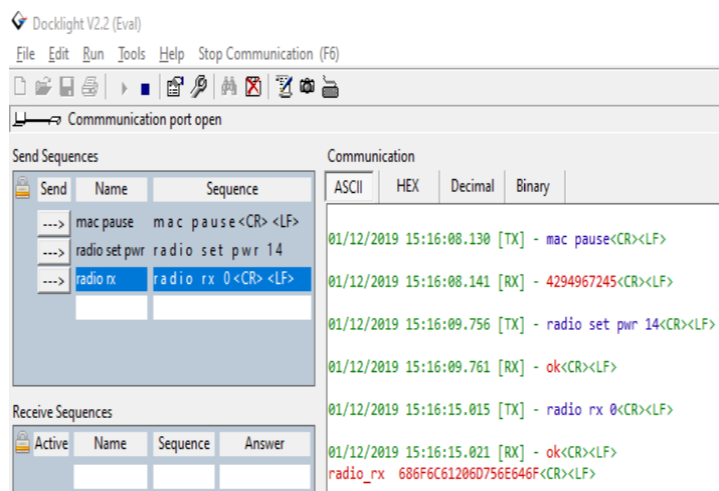 Docklight V2.2 (Eval)
File Edit Run Tools Help Stop Communication (F6)
Commmunication port open
Send Sequences
Send Name Sequence
---> mac pause mac pause<CR><LF>
---> radio set pwr radio set pwr 14
---> radio rx radio rx 0<CR><LF>
Receive Sequences
Active Name Sequence Answer
Communication
ASCII HEX Decimal Binary
01/12/2019 15:16:08.130 [TX] - mac pause<CR><LF>
01/12/2019 15:16:08.141 [RX] - 4294967245<CR><LF>
01/12/2019 15:16:09.756 [TX] - radio set pwr 14<CR><LF>
01/12/2019 15:16:09.761 [RX] - ok<CR><LF>
01/12/2019 15:16:15.015 [TX] - radio rx 0<CR><LF>
01/12/2019 15:16:15.021 [RX] - ok<CR><LF>
radio_rx 686F6C61206D756E646F<CR><LF>